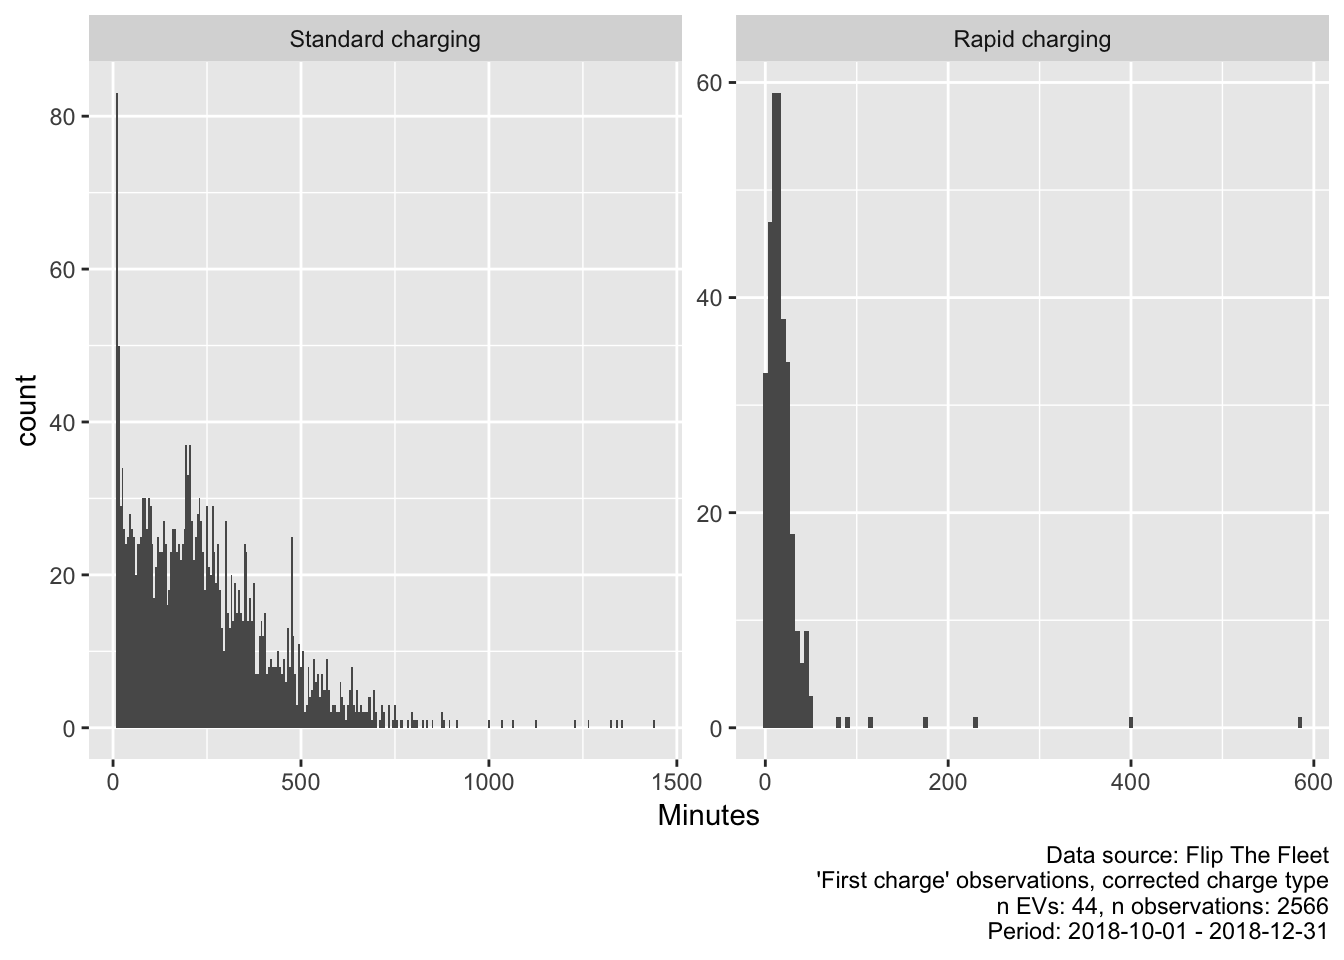 Standard charging
Rapid charging
count
80
60
40
20
0
60
40
20
0
0
500
1000
1500
0
200
400
600
Minutes
Data source: Flip The Fleet
'First charge' observations, corrected charge type
n EVs: 44, n observations: 2566
Period: 2018-10-01 - 2018-12-31